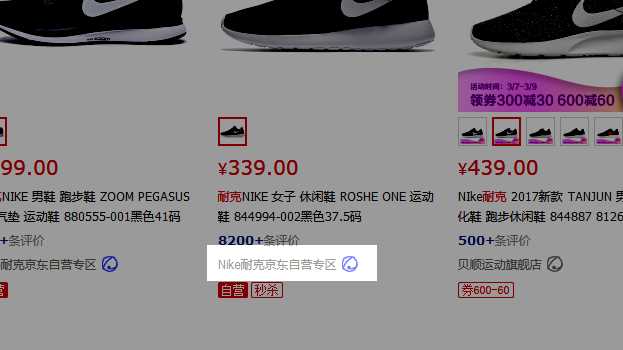 活动时间：3/7–3/9
领券300减30 600减60
99.00
¥339.00
¥439.00
NIKE 男鞋 跑步鞋 ZOOM PEGASUS
气垫 运动鞋 880555-001黑色41码
耐克NIKE 女子 休闲鞋 ROSHE ONE 运动
鞋 844994-002黑色37.5码
Nike耐克 2017新款 TANJUN 男
化鞋 跑步休闲鞋 844887 8126
+条评价
8200+条评价
500+条评价
耐克京东自营专区
Nike耐克京东自营专区
贝顺运动旗舰店
营
自营 秒杀
券600-60